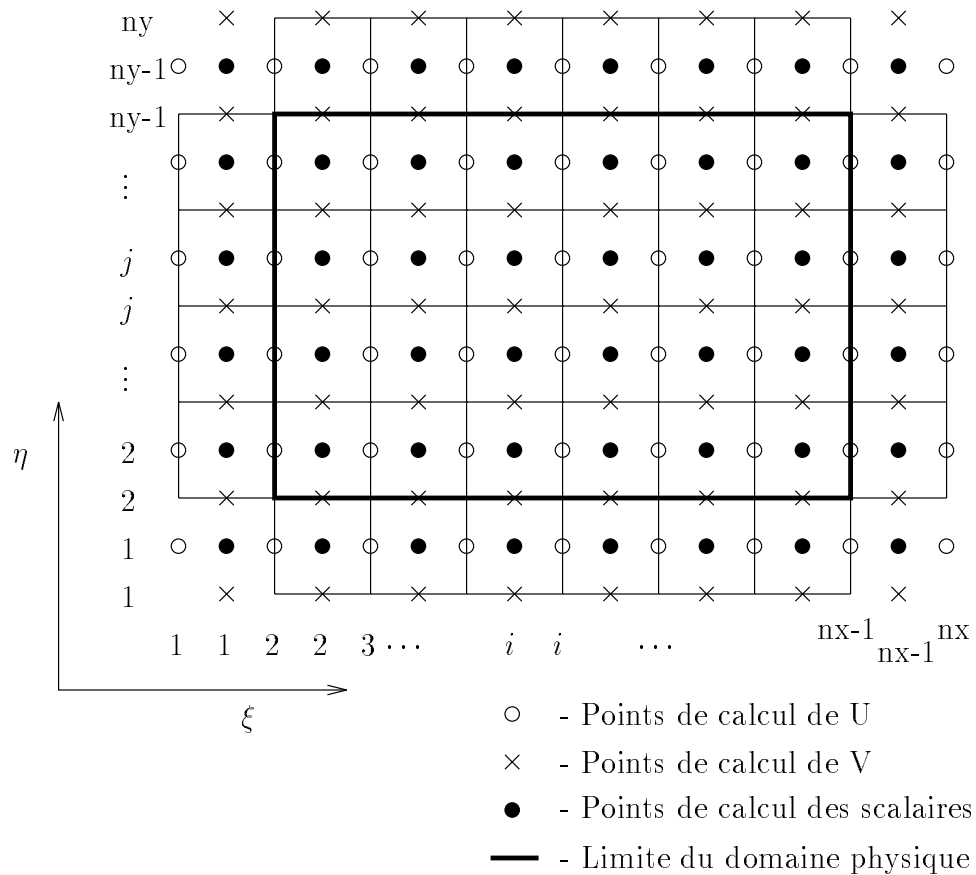 ny
ny-1
ny-1
⋮
j
j
⋮
2
2
1
1
η
1 1 2 2 3 ⋯ i i ⋯ nx-1 nx-1 nx
ξ
- Points de calcul de U
- Points de calcul de V
- Points de calcul des scalaires
- Limite du domaine physique